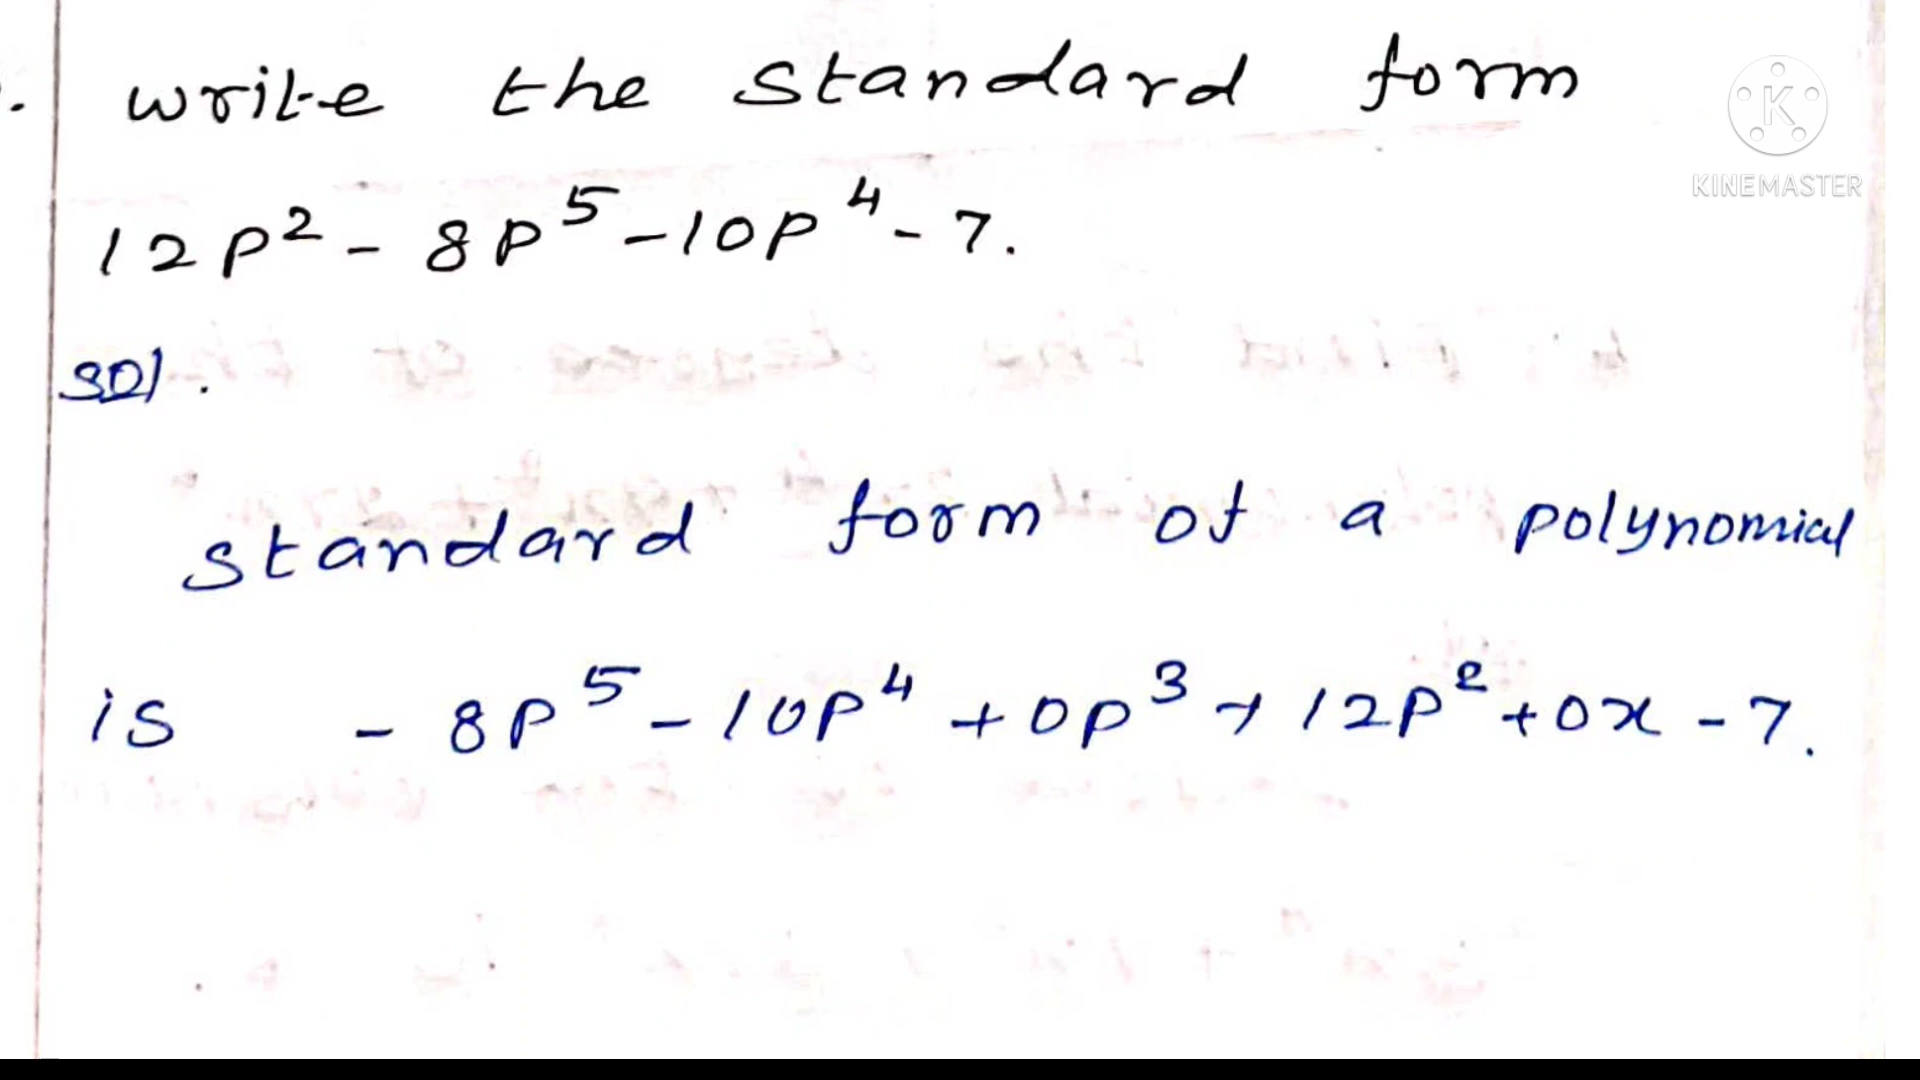 write the standard form
12p² - 8p⁵ - 10p⁴ - 7.
sol.
standard form of a polynomial
is - 8p⁵ - 10p⁴ + 0p³ + 12p² + 0x - 7.
KINEMASTER